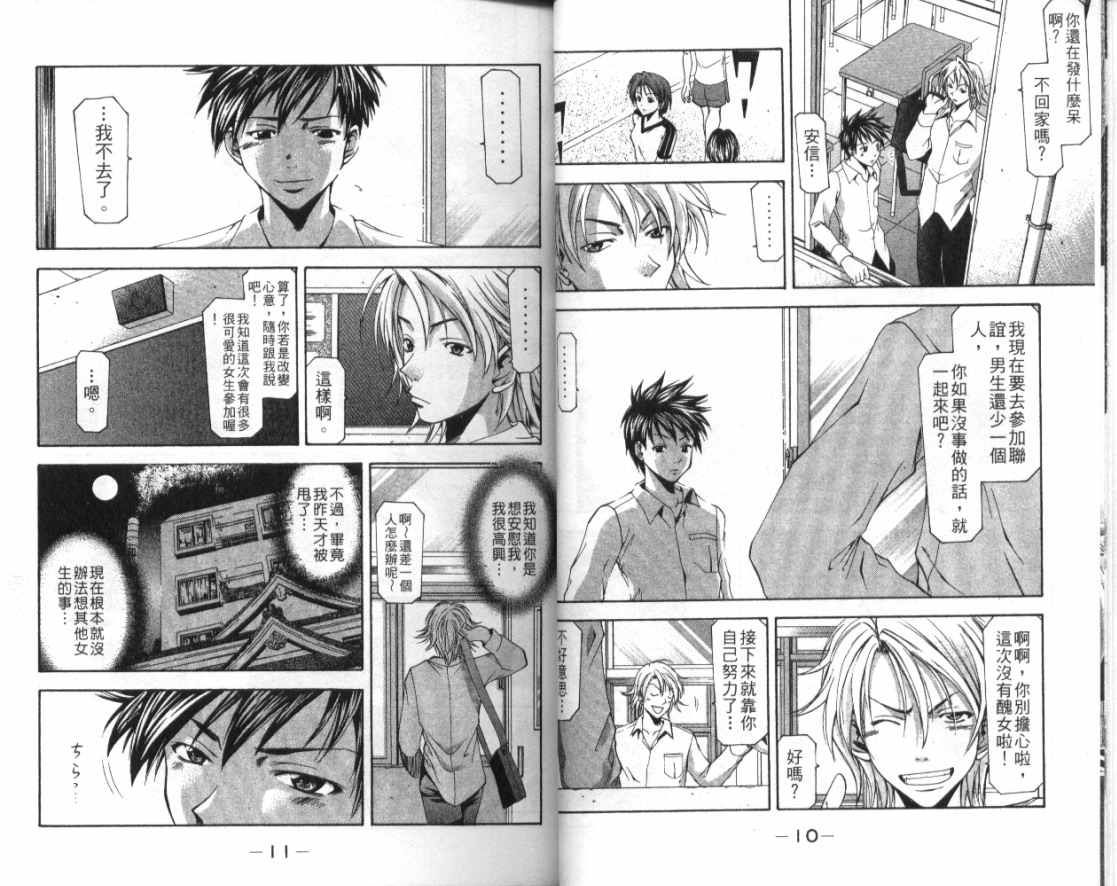 你還在發什麼呆
啊？
不回家嗎？
安信…
………
我現在要去參加聯
誼，男生還少一個
人，
你如果沒事做的話，就
一起來吧？
………
啊啊，你別擔心啦，
這次沒有醜女啦！
好嗎？
接下來就靠你
自己努力了…
不好意思…
—10—
………
…我不去了。
………
這樣啊。
算了，你若是改變
心意，隨時跟我說
吧！
我知道這次會有很多
很可愛的女生參加喔
！
…嗯。
我知道你是
想安慰我，
我很高興…
啊～還差一個
人怎麼辦呢～
不過，畢竟
我昨天才被
甩了…
現在根本就沒
辦法想其他女
生的事…
ちら…
—11—